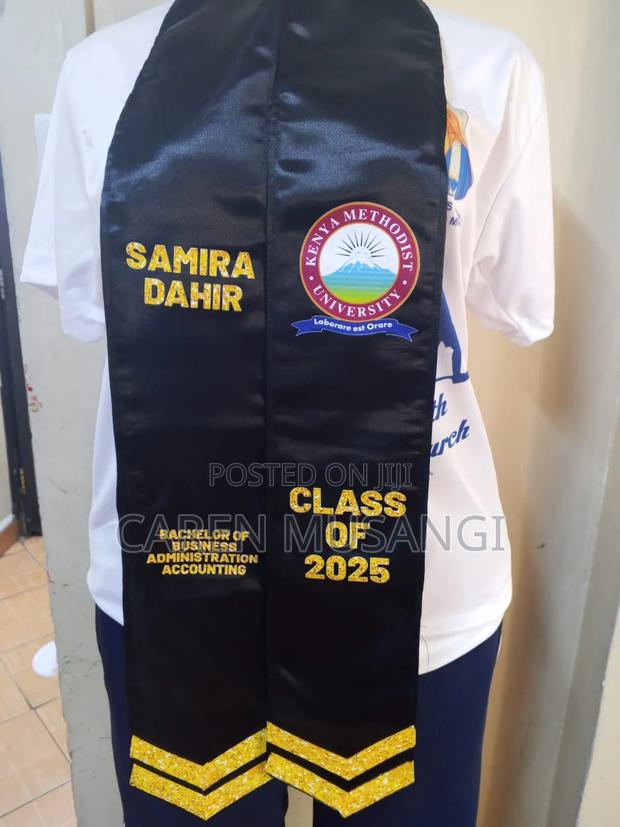 SAMIRA
DAHIR
KENYA METHODIST
UNIVERSITY
Laborare est Orare
BACHELOR OF
BUSINESS
ADMINISTRATION
ACCOUNTING
CLASS
OF
2025
POSTED ON JIJI
CAREN MUSANGI